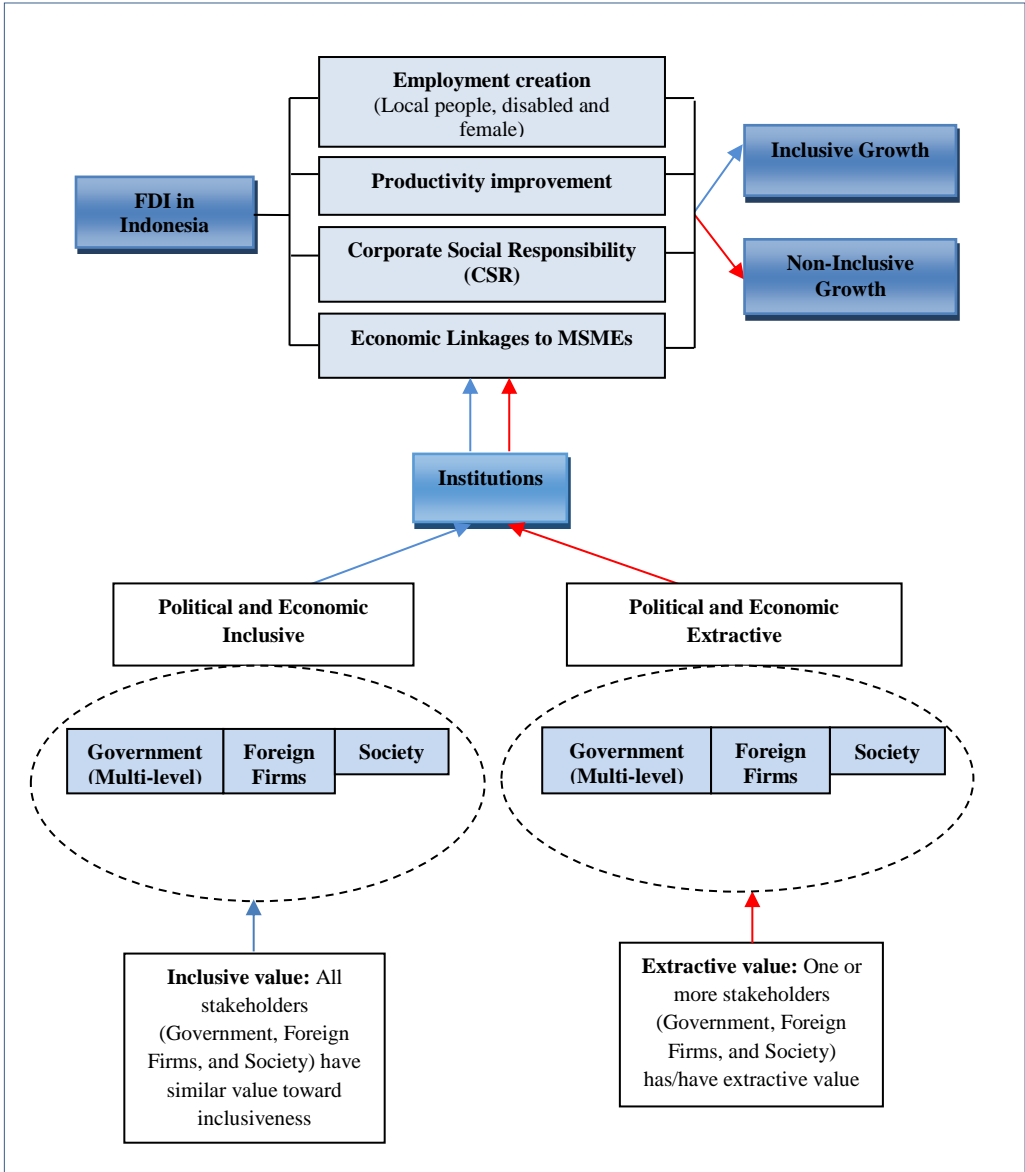 Employment creation
(Local people, disabled and
female)
Inclusive Growth
Productivity improvement
FDI in
Indonesia
Corporate Social Responsibility
(CSR)
Non-Inclusive
Growth
Economic Linkages to MSMEs
Institutions
Political and Economic
Inclusive
Political and Economic
Extractive
Government
(Multi-level)
Foreign
Firms
Society
Government
(Multi-level)
Foreign
Firms
Society
Inclusive value: All
stakeholders
(Government, Foreign
Firms, and Society) have
similar value toward
inclusiveness
Extractive value: One or
more stakeholders
(Government, Foreign
Firms, and Society)
has/have extractive value